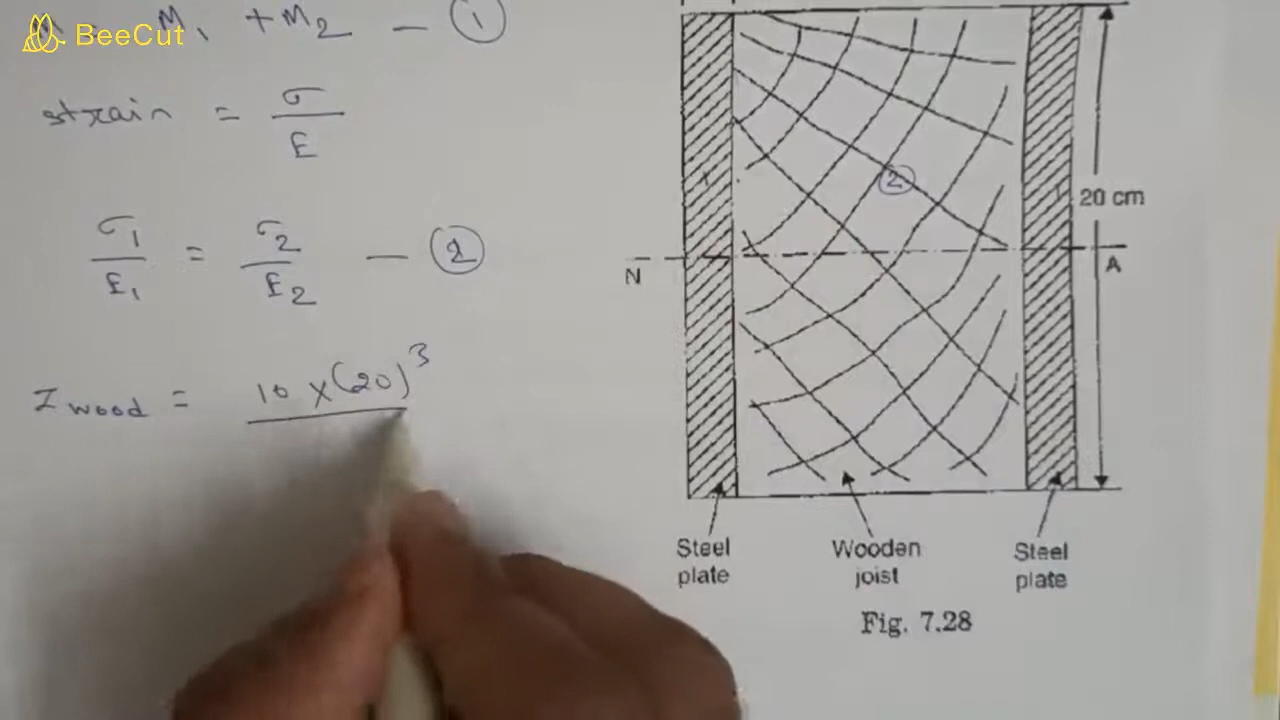 BeeCut
M₁ + M₂ — ①
strain = σ / E
σ₁ / E₁ = σ₂ / E₂ — ②
I wood = 10 × (20)³
②
20 cm
N
A
Steel plate
Wooden joist
Steel plate
Fig. 7.28